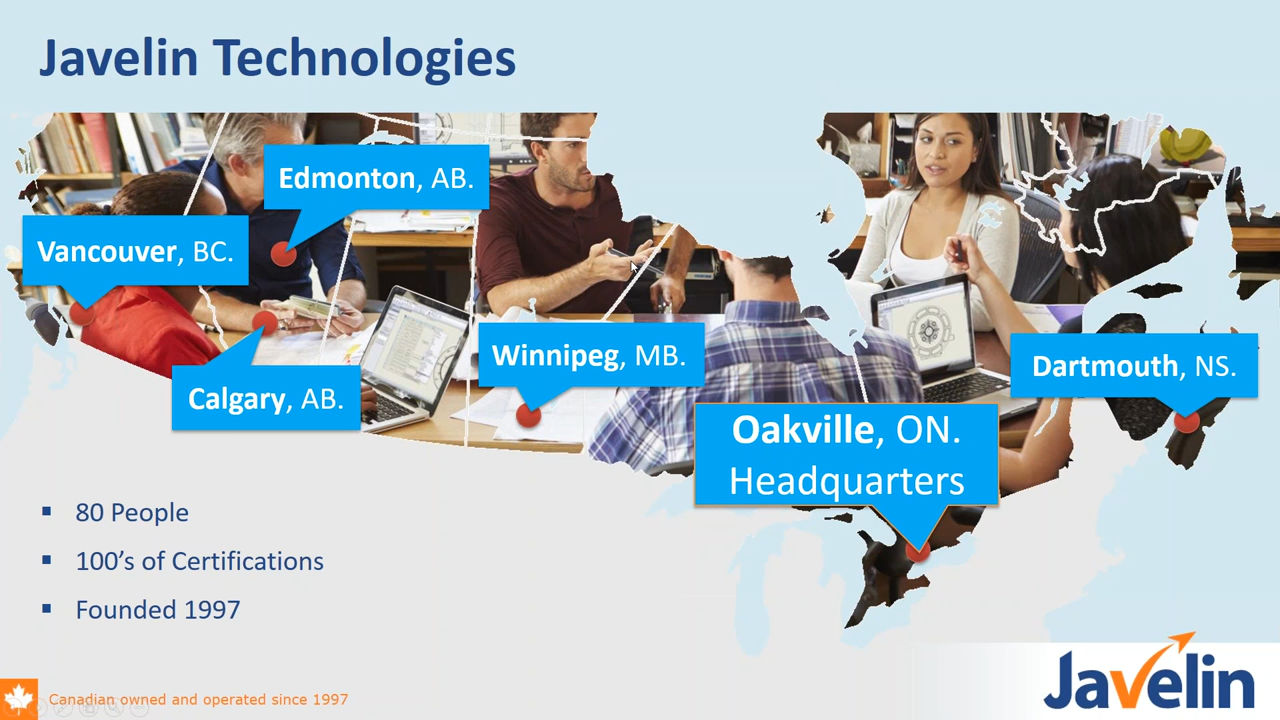 Javelin Technologies
Edmonton, AB.
Vancouver, BC.
Winnipeg, MB.
Dartmouth, NS.
Calgary, AB.
Oakville, ON.
Headquarters
▪ 80 People
▪ 100’s of Certifications
▪ Founded 1997
Canadian owned and operated since 1997
Javelin